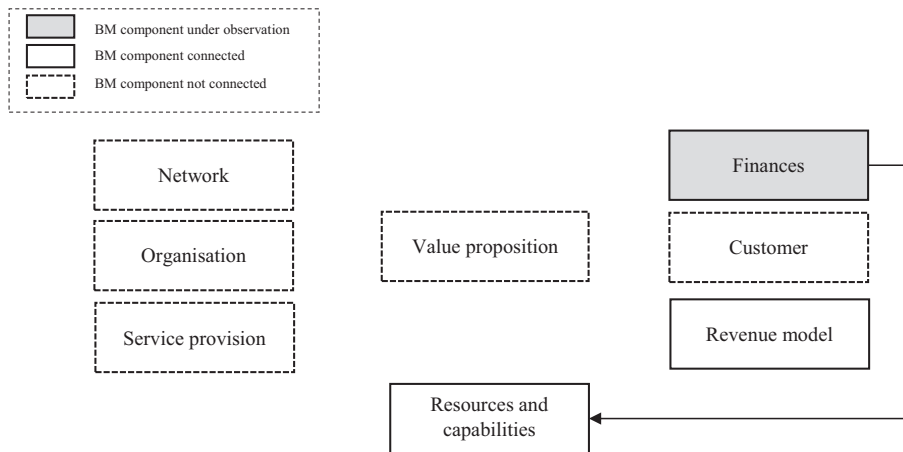 BM component under observation
BM component connected
BM component not connected
Network
Finances
Organisation
Value proposition
Customer
Service provision
Revenue model
Resources and
capabilities